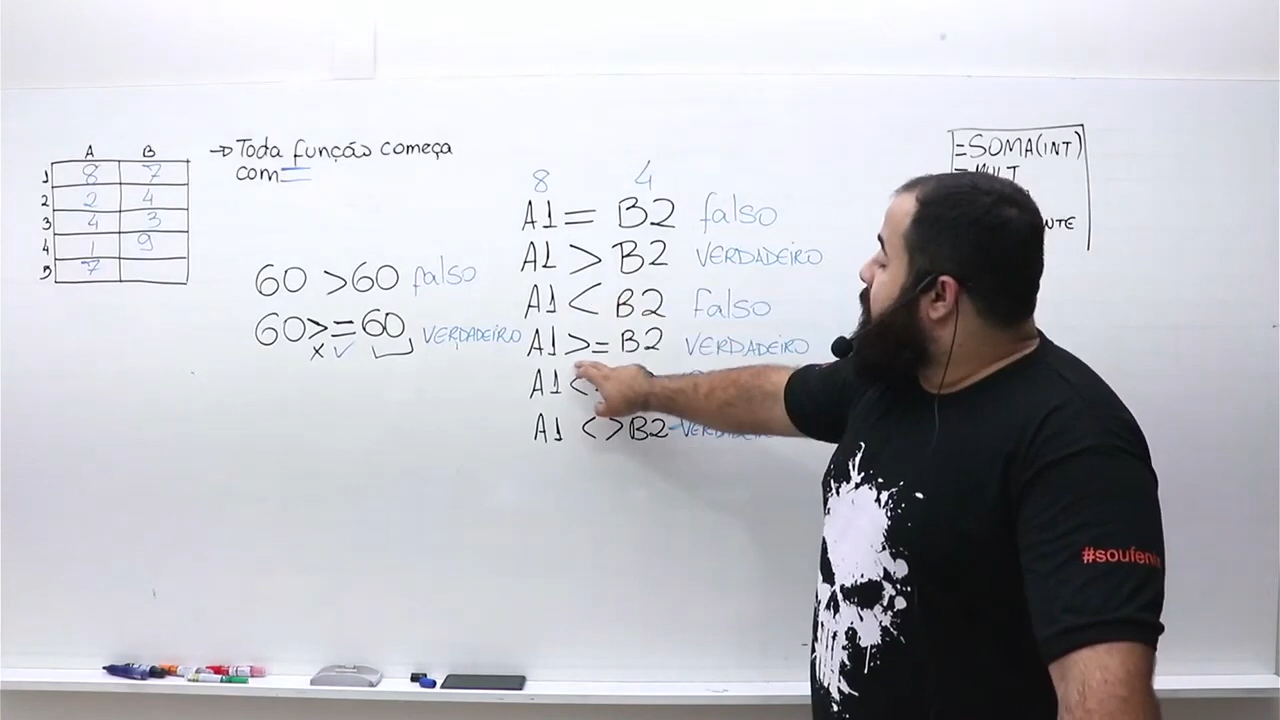 A B
1 8 7
2 2 4
3 4 3
4 1 9
5 7
→ Toda função começa
com =
60 > 60 falso
60 >= 60 VERDADEIRO
x ✓
8 4
A1 = B2 falso
A1 > B2 VERDADEIRO
A1 < B2 falso
A1 >= B2 VERDADEIRO
A1 <
A1 <> B2 VERDADEIRO
=SOMA(INT)
#soufeni